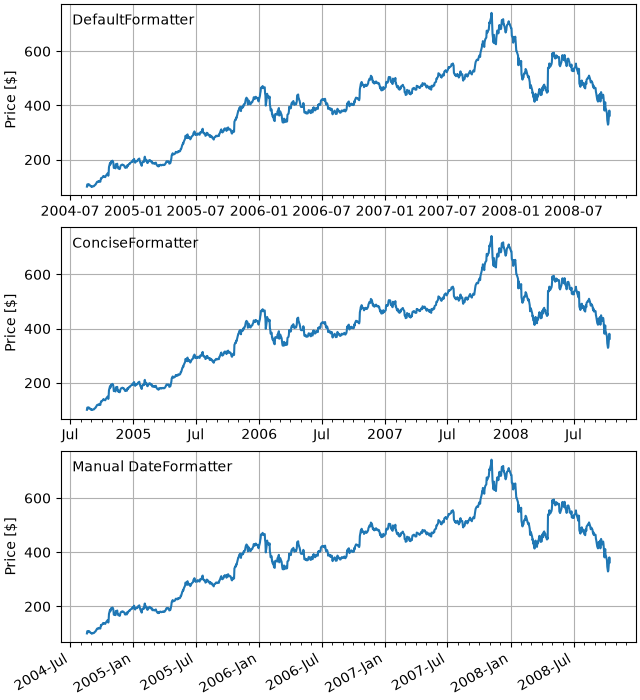 DefaultFormatter
600
400
200
Price [$]
2004-07 2005-01 2005-07 2006-01 2006-07 2007-01 2007-07 2008-01 2008-07
ConciseFormatter
600
400
200
Price [$]
Jul 2005 Jul 2006 Jul 2007 Jul 2008 Jul
Manual DateFormatter
600
400
200
Price [$]
2004-Jul 2005-Jan 2005-Jul 2006-Jan 2006-Jul 2007-Jan 2007-Jul 2008-Jan 2008-Jul